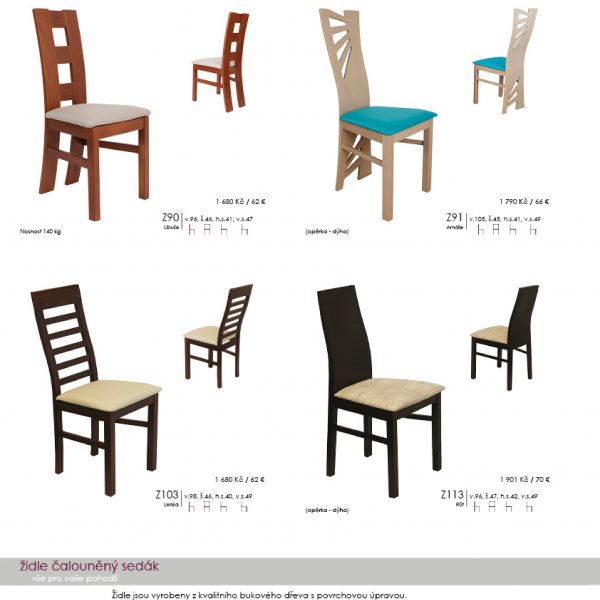 1 680 Kč / 62 €
Z90
v.96, š.46, h.s.41, v.s.47
Libuše
Nosnost 140 kg
1 790 Kč / 66 €
Z91
v.105, š.45, h.s.41, v.s.49
Amálie
(opěrka - dýha)
1 680 Kč / 62 €
Z103
v.98, š.46, h.s.40, v.s.49
Lenka
1 901 Kč / 70 €
Z113
v.96, š.47, h.s.42, v.s.49
Rút
(opěrka - dýha)
židle čalouněný sedák
vše pro vaše pohodlí
Židle jsou vyrobeny z kvalitního bukového dřeva s povrchovou úpravou.